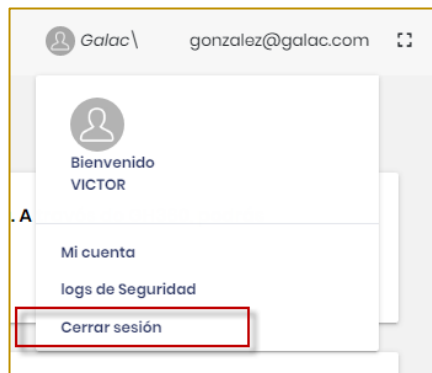 Galac\ gonzalez@galac.com
Bienvenido
VICTOR
. A
Mi cuenta
logs de Seguridad
Cerrar sesión